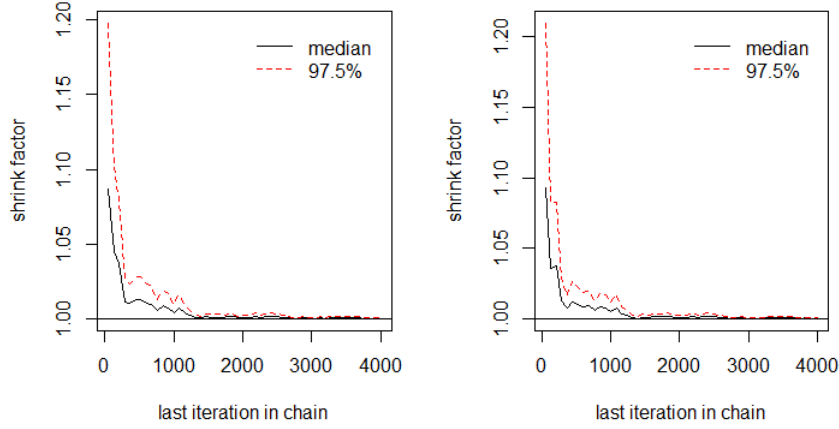 median
97.5%
shrink factor
1.00
1.05
1.10
1.15
1.20
0 1000 2000 3000 4000
last iteration in chain
median
97.5%
shrink factor
1.00
1.05
1.10
1.15
1.20
0 1000 2000 3000 4000
last iteration in chain